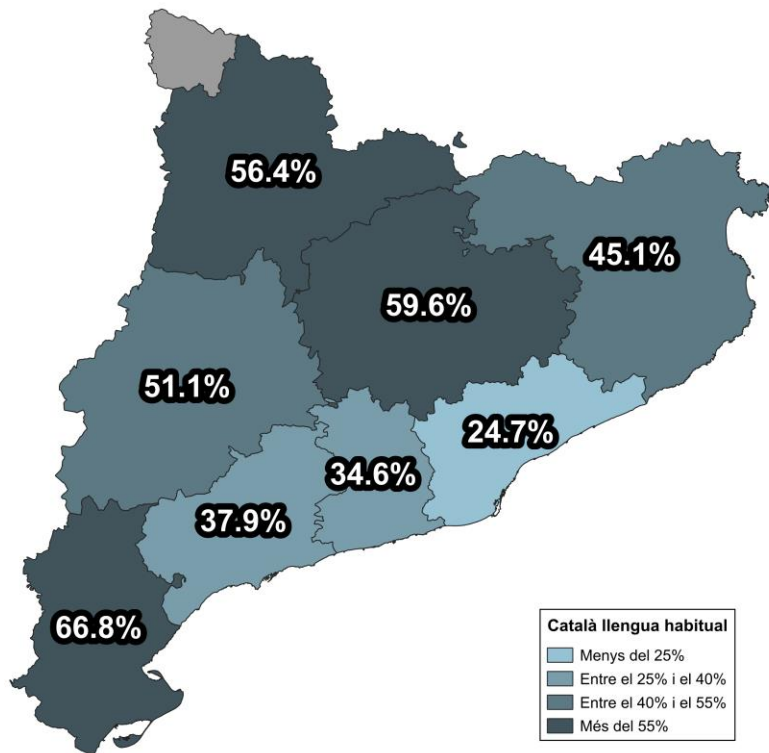 56.4%
45.1%
59.6%
51.1%
24.7%
34.6%
37.9%
66.8%
Català llengua habitual
Menys del 25%
Entre el 25% i el 40%
Entre el 40% i el 55%
Més del 55%